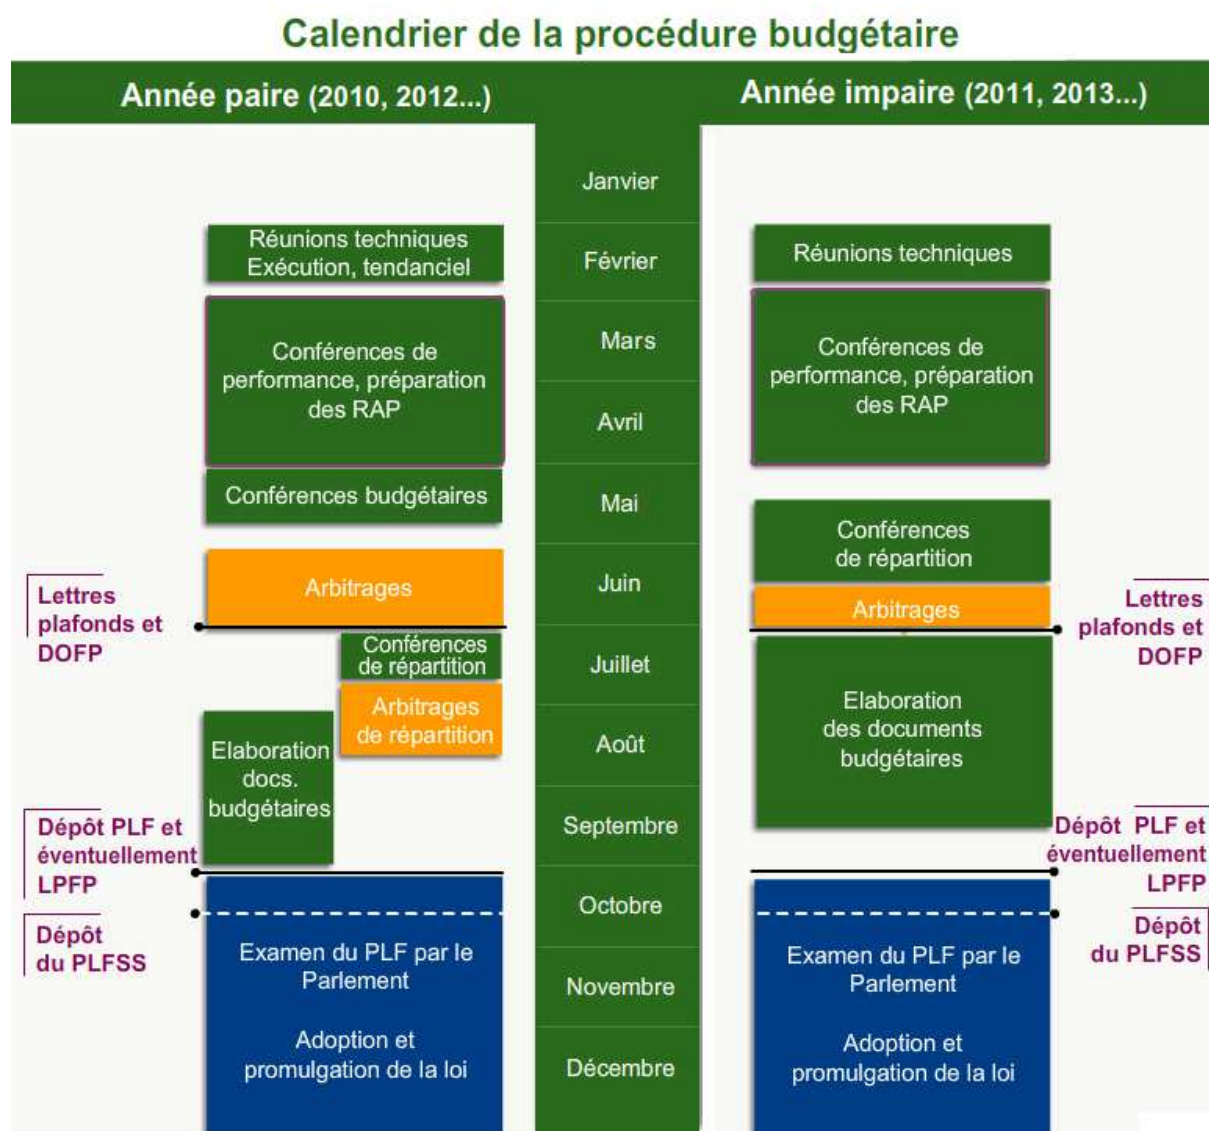 Calendrier de la procédure budgétaire
Année paire (2010, 2012...)
Année impaire (2011, 2013...)
Janvier
Février
Mars
Avril
Mai
Juin
Juillet
Août
Septembre
Octobre
Novembre
Décembre
Réunions techniques
Exécution, tendanciel
Conférences de
performance, préparation
des RAP
Conférences budgétaires
Arbitrages
Lettres
plafonds et
DOFP
Conférences
de répartition
Arbitrages
de répartition
Elaboration
docs.
budgétaires
Dépôt PLF et
éventuellement
LPFP
Dépôt
du PLFSS
Examen du PLF par le
Parlement
Adoption et
promulgation de la loi
Réunions techniques
Conférences de
performance, préparation
des RAP
Conférences
de répartition
Arbitrages
Lettres
plafonds et
DOFP
Elaboration
des documents
budgétaires
Dépôt PLF et
éventuellement
LPFP
Dépôt
du PLFSS
Examen du PLF par le
Parlement
Adoption et
promulgation de la loi